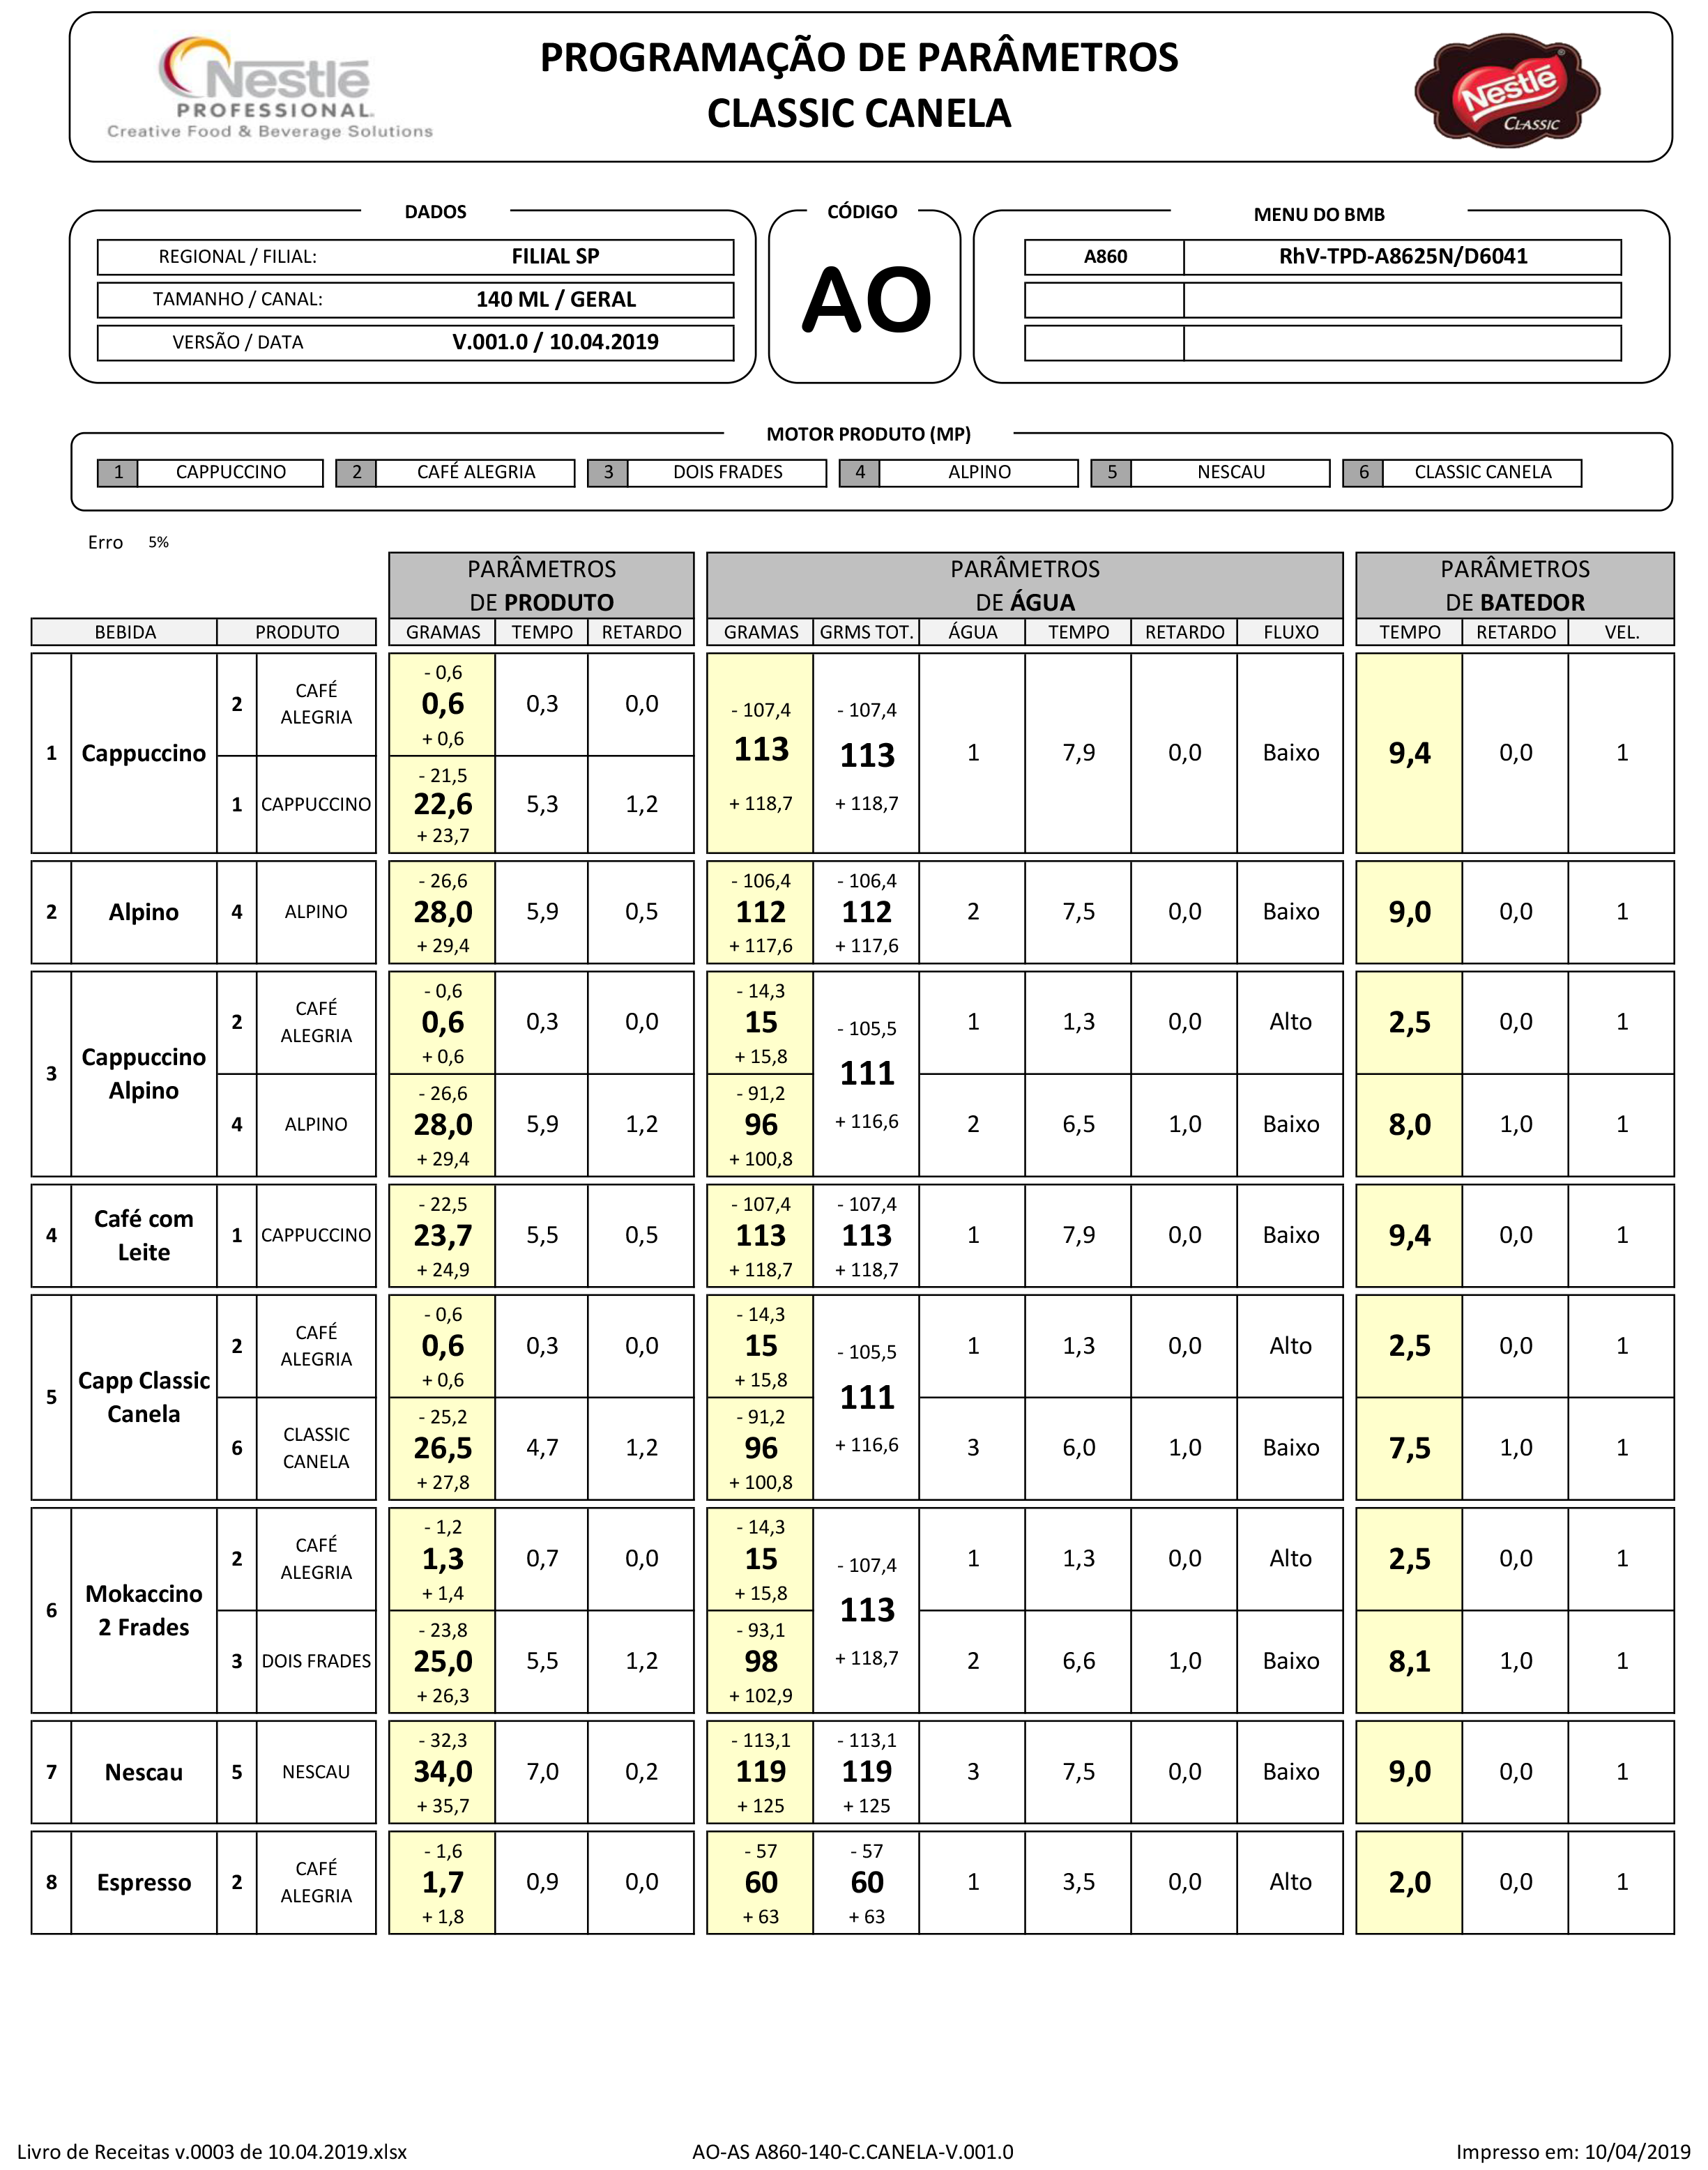 Nestlé
PROFESSIONAL.
Creative Food & Beverage Solutions
PROGRAMAÇÃO DE PARÂMETROS
CLASSIC CANELA
Nestlé ®
CLASSIC
DADOS
REGIONAL / FILIAL: FILIAL SP
TAMANHO / CANAL: 140 ML / GERAL
VERSÃO / DATA V.001.0 / 10.04.2019
CÓDIGO
AO
MENU DO BMB
A860 RhV-TPD-A8625N/D6041
MOTOR PRODUTO (MP)
1 CAPPUCCINO 2 CAFÉ ALEGRIA 3 DOIS FRADES 4 ALPINO 5 NESCAU 6 CLASSIC CANELA
Erro 5%
PARÂMETROS
DE PRODUTO
PARÂMETROS
DE ÁGUA
PARÂMETROS
DE BATEDOR
BEBIDA PRODUTO GRAMAS TEMPO RETARDO GRAMAS GRMS TOT. ÁGUA TEMPO RETARDO FLUXO TEMPO RETARDO VEL.
1 Cappuccino
2 CAFÉ
ALEGRIA
- 0,6
0,6 0,3 0,0
+ 0,6
1 CAPPUCCINO
- 21,5
22,6 5,3 1,2
+ 23,7
- 107,4 - 107,4
113 113 1 7,9 0,0 Baixo 9,4 0,0 1
+ 118,7 + 118,7
- 26,6 - 106,4 - 106,4
2 Alpino 4 ALPINO 28,0 5,9 0,5 112 112 2 7,5 0,0 Baixo 9,0 0,0 1
+ 29,4 + 117,6 + 117,6
3 Cappuccino
Alpino
2 CAFÉ
ALEGRIA
- 0,6 - 14,3
0,6 0,3 0,0 15 1 1,3 0,0 Alto 2,5 0,0 1
+ 0,6 + 15,8
- 105,5
111
+ 116,6
- 26,6 - 91,2
4 ALPINO 28,0 5,9 1,2 96 2 6,5 1,0 Baixo 8,0 1,0 1
+ 29,4 + 100,8
4 Café com
Leite
- 22,5 - 107,4 - 107,4
1 CAPPUCCINO 23,7 5,5 0,5 113 113 1 7,9 0,0 Baixo 9,4 0,0 1
+ 24,9 + 118,7 + 118,7
5 Capp Classic
Canela
2 CAFÉ
ALEGRIA
- 0,6 - 14,3
0,6 0,3 0,0 15 1 1,3 0,0 Alto 2,5 0,0 1
+ 0,6 + 15,8
- 105,5
111
+ 116,6
6 CLASSIC
CANELA
- 25,2 - 91,2
26,5 4,7 1,2 96 3 6,0 1,0 Baixo 7,5 1,0 1
+ 27,8 + 100,8
6 Mokaccino
2 Frades
2 CAFÉ
ALEGRIA
- 1,2 - 14,3
1,3 0,7 0,0 15 1 1,3 0,0 Alto 2,5 0,0 1
+ 1,4 + 15,8
- 107,4
113
+ 118,7
- 23,8 - 93,1
3 DOIS FRADES 25,0 5,5 1,2 98 2 6,6 1,0 Baixo 8,1 1,0 1
+ 26,3 + 102,9
- 32,3 - 113,1 - 113,1
7 Nescau 5 NESCAU 34,0 7,0 0,2 119 119 3 7,5 0,0 Baixo 9,0 0,0 1
+ 35,7 + 125 + 125
8 Espresso 2 CAFÉ
ALEGRIA
- 1,6 - 57 - 57
1,7 0,9 0,0 60 60 1 3,5 0,0 Alto 2,0 0,0 1
+ 1,8 + 63 + 63
Livro de Receitas v.0003 de 10.04.2019.xlsx AO-AS A860-140-C.CANELA-V.001.0 Impresso em: 10/04/2019